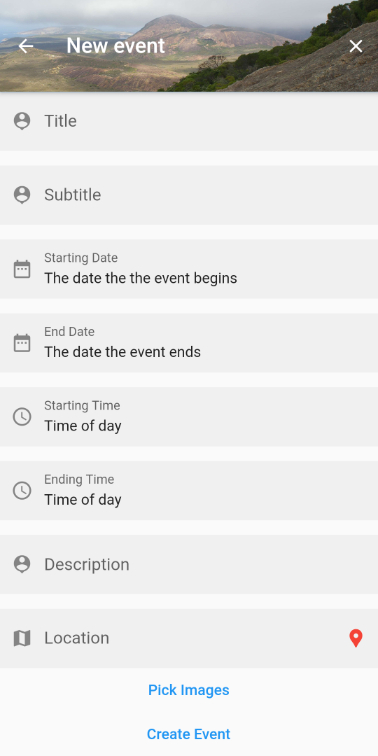 New event
Title
Subtitle
Starting Date
The date the the event begins
End Date
The date the event ends
Starting Time
Time of day
Ending Time
Time of day
Description
Location
Pick Images
Create Event